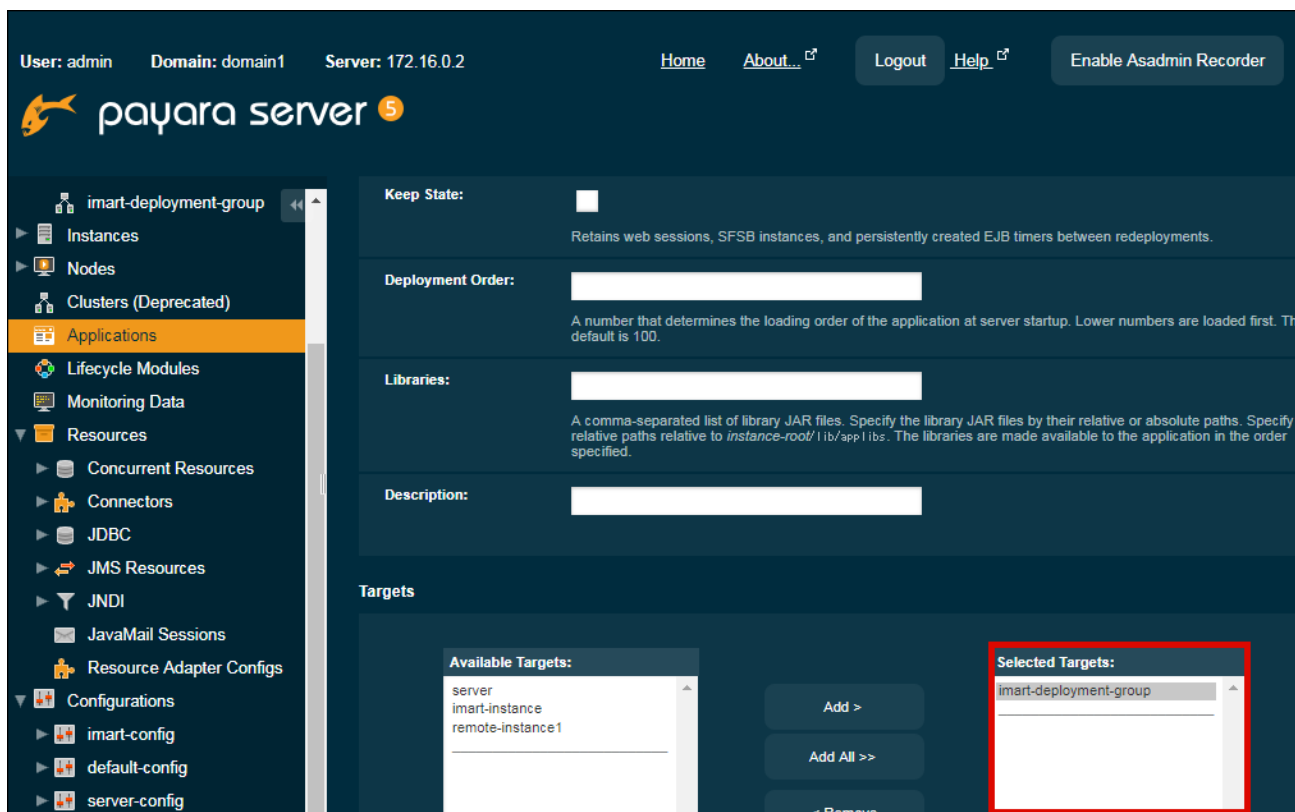 User: admin Domain: domain1 Server: 172.16.0.2 Home About... Logout Help Enable Asadmin Recorder
payara server 5
imart-deployment-group
Instances
Nodes
Clusters (Deprecated)
Applications
Lifecycle Modules
Monitoring Data
Resources
Concurrent Resources
Connectors
JDBC
JMS Resources
JNDI
JavaMail Sessions
Resource Adapter Configs
Configurations
imart-config
default-config
server-config
Keep State:
Retains web sessions, SFSB instances, and persistently created EJB timers between redeployments.
Deployment Order:
A number that determines the loading order of the application at server startup. Lower numbers are loaded first.
default is 100.
Libraries:
A comma-separated list of library JAR files. Specify the library JAR files by their relative or absolute paths. Specify
relative paths relative to instance-root/lib/applibs. The libraries are made available to the application in the order
specified.
Description:
Targets
Available Targets:
server
imart-instance
remote-instance1
Add >
Add All >>
< Remove
Selected Targets:
imart-deployment-group